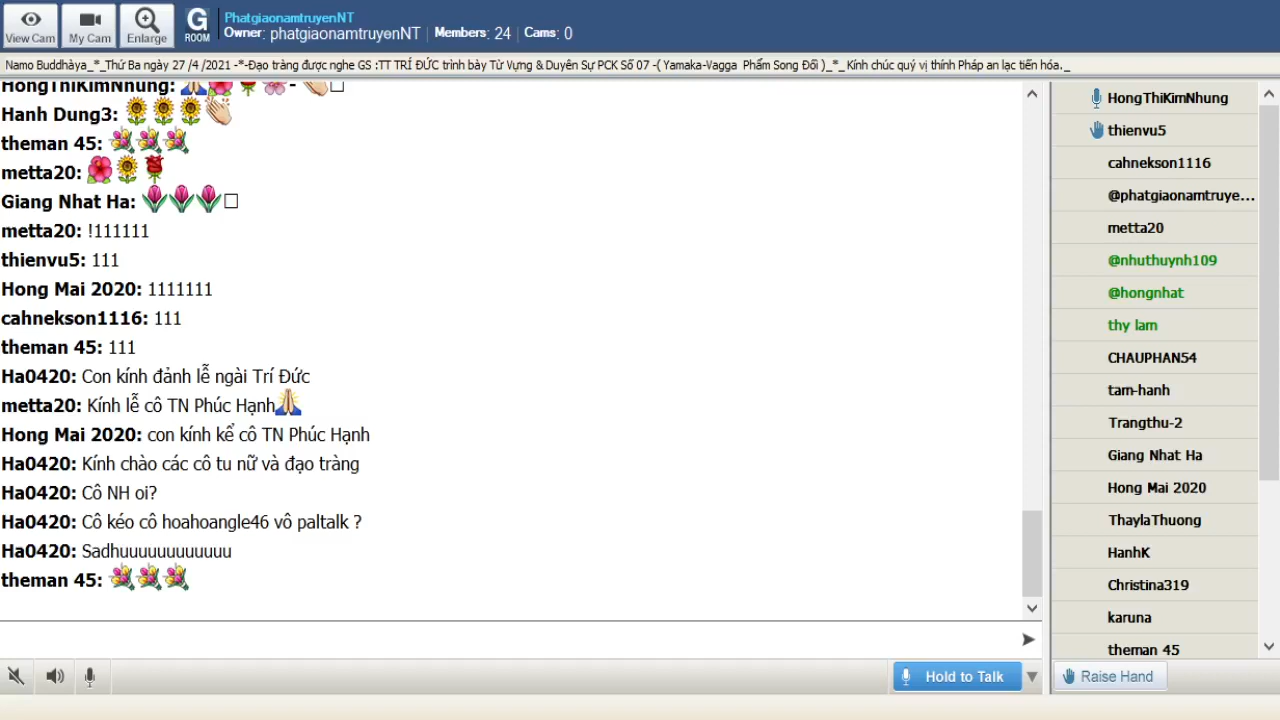 View Cam
My Cam
Enlarge
G
ROOM
PhatgiaonamtruyenNT
Owner: phatgiaonamtruyenNT | Members: 24 | Cams: 0
Namo Buddhàya_*_Thứ Ba ngày 27 /4 /2021 -*-Đạo tràng được nghe GS :TT TRÍ ĐỨC trình bày Từ Vựng & Duyên Sự PCK Số 07 -( Yamaka-Vagga Phẩm Song Đối )_*_ Kính chúc quý vị thính Pháp an lạc tiến hóa._
HongThiKimNhung: 🙏🌺🌹🌸- 👏□
Hanh Dung3: 🌻🌻🌻👏
theman 45: 💐💐💐
metta20: 🌺🌻🌹
Giang Nhat Ha: 🌷🌷🌷□
metta20: !111111
thienvu5: 111
Hong Mai 2020: 1111111
cahnekson1116: 111
theman 45: 111
Ha0420: Con kính đảnh lễ ngài Trí Đức
metta20: Kính lễ cô TN Phúc Hạnh🙏
Hong Mai 2020: con kính kể cô TN Phúc Hạnh
Ha0420: Kính chào các cô tu nữ và đạo tràng
Ha0420: Cô NH oi?
Ha0420: Cô kéo cô hoahoangle46 vô paltalk ?
Ha0420: Sadhuuuuuuuuuuuu
theman 45: 💐💐💐
Hold to Talk
HongThiKimNhung
thienvu5
cahnekson1116
@phatgiaonamtruye...
metta20
@nhuthuynh109
@hongnhat
thy lam
CHAUPHAN54
tam-hanh
Trangthu-2
Giang Nhat Ha
Hong Mai 2020
ThaylaThuong
HanhK
Christina319
karuna
theman 45
Raise Hand